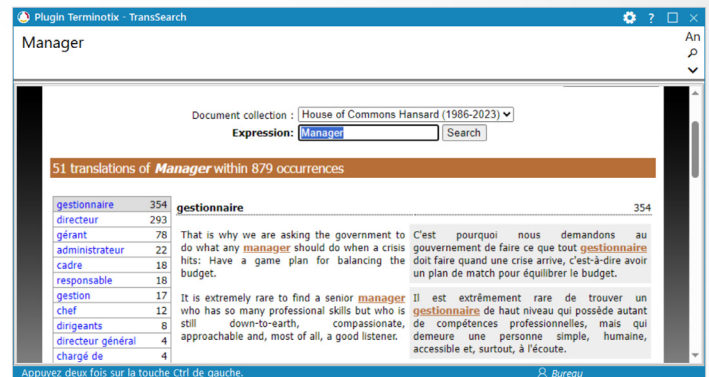 Plugin Terminotix - TransSearch
?
Manager
An
Document collection : House of Commons Hansard (1986-2023)
Expression: Manager Search
51 translations of Manager within 879 occurrences
gestionnaire 354
directeur 293
gérant 78
administrateur 22
cadre 18
responsable 18
gestion 17
chef 12
dirigeants 8
directeur général 4
chargé de 4
gestionnaire 354
That is why we are asking the government to
do what any manager should do when a crisis
hits: Have a game plan for balancing the
budget.
C'est pourquoi nous demandons au
gouvernement de faire ce que tout gestionnaire
doit faire quand une crise arrive, c'est-à-dire avoir
un plan de match pour équilibrer le budget.
It is extremely rare to find a senior manager
who has so many professional skills but who is
still down-to-earth, compassionate,
approachable and, most of all, a good listener.
Il est extrêmement rare de trouver un
gestionnaire de haut niveau qui possède autant
de compétences professionnelles, mais qui
demeure une personne simple, humaine,
accessible et, surtout, à l'écoute.
Appuyez deux fois sur la touche Ctrl de gauche.
Bureau